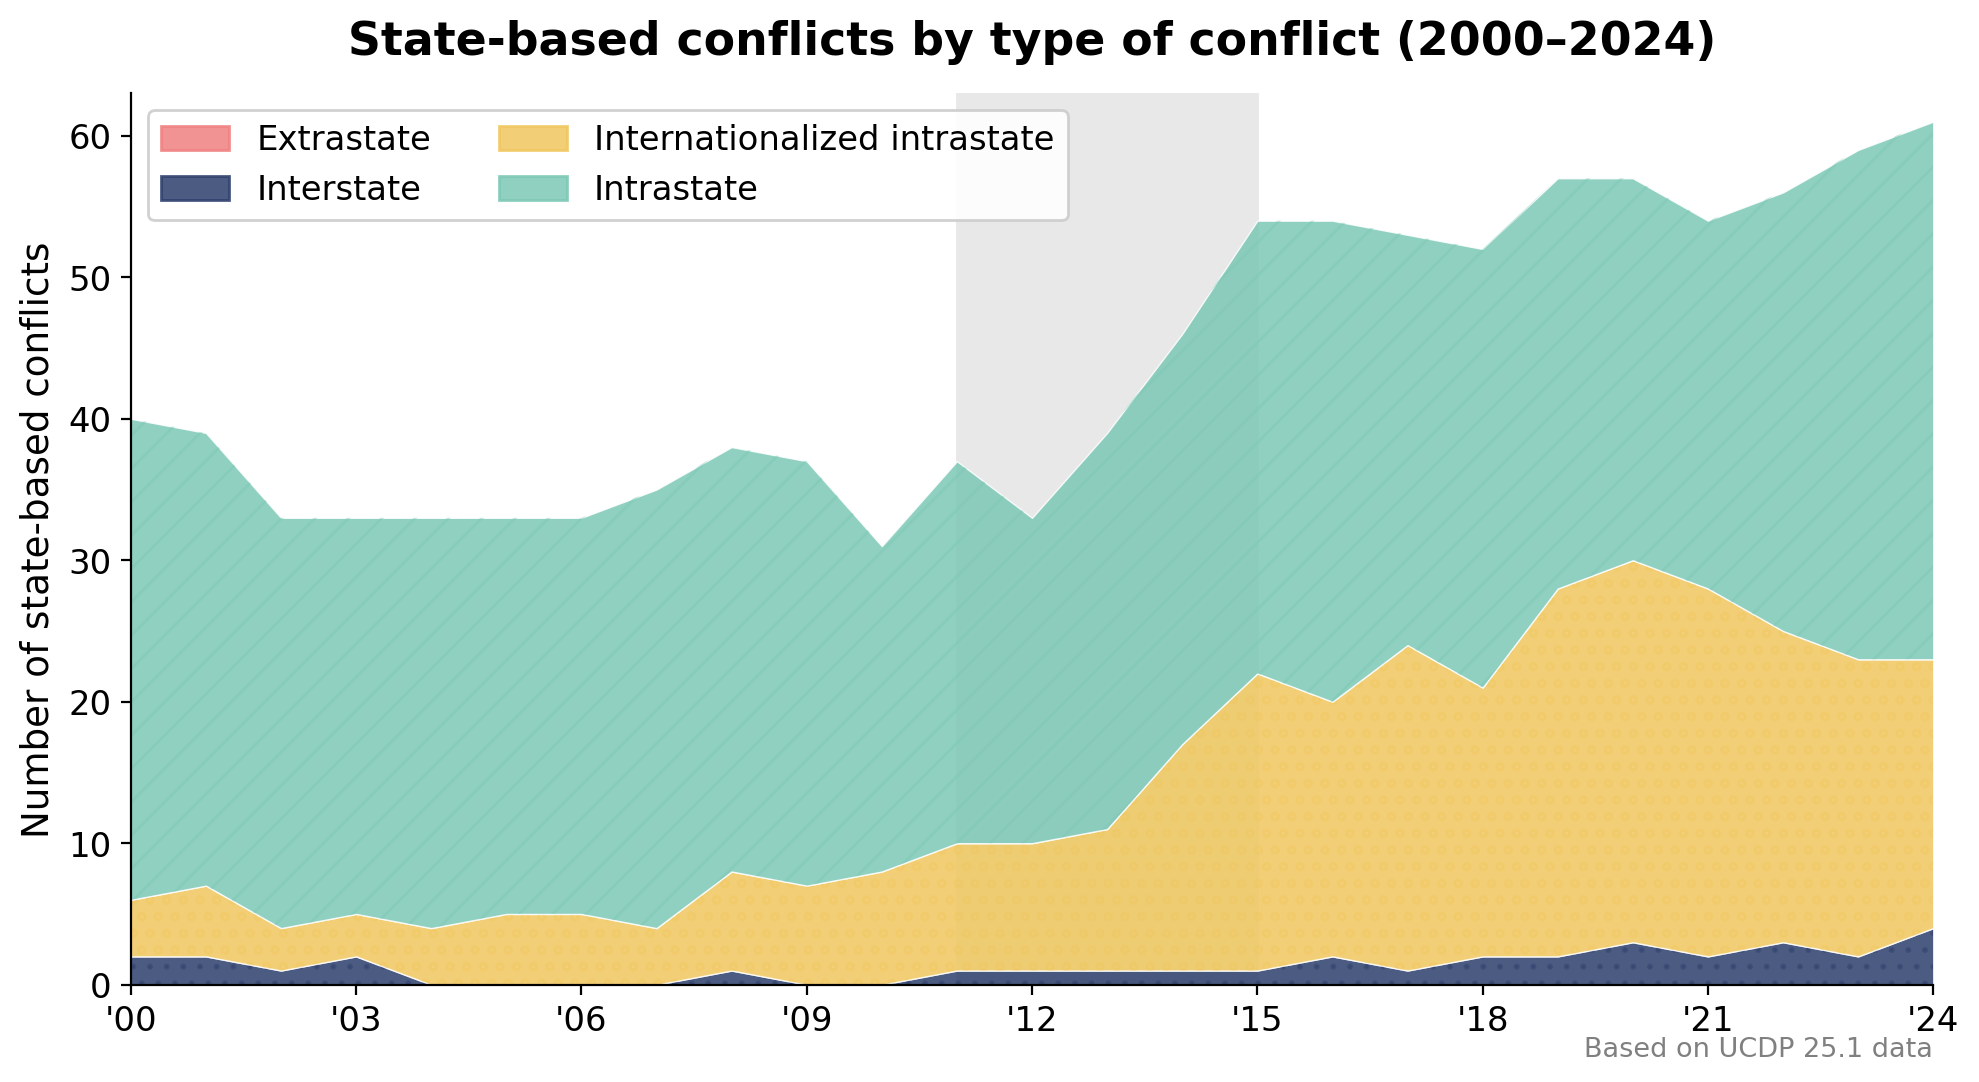 State-based conflicts by type of conflict (2000–2024)
Extrastate
Interstate
Internationalized intrastate
Intrastate
Number of state-based conflicts
60
50
40
30
20
10
0
'00 '03 '06 '09 '12 '15 '18 '21 '24
Based on UCDP 25.1 data